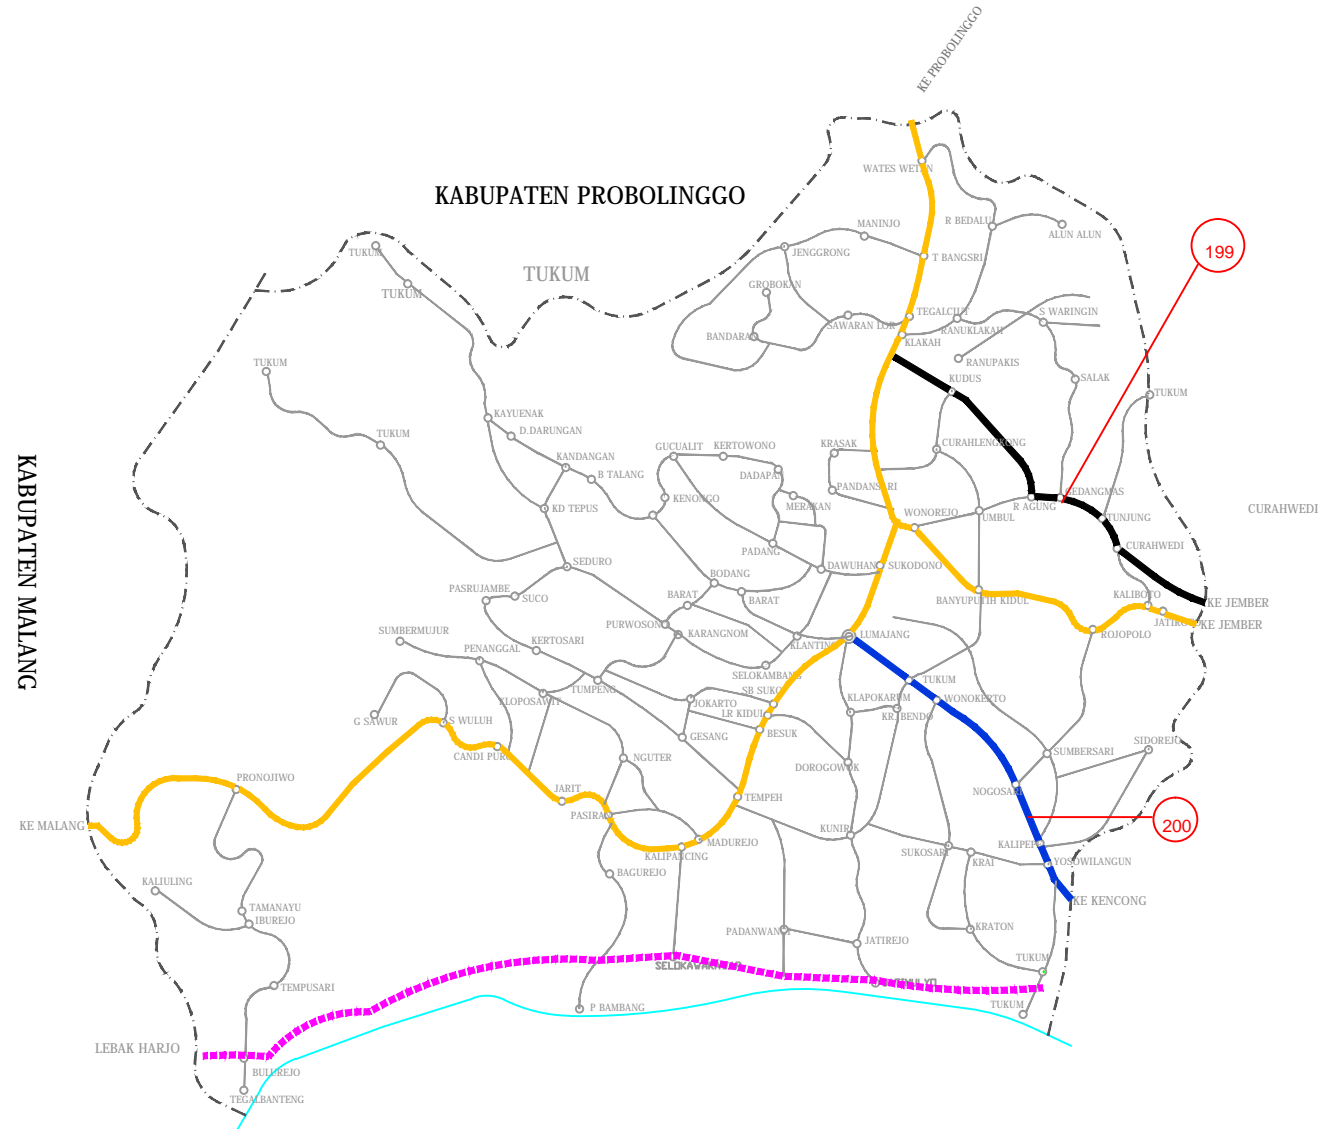 KE PROBOLINGGO
WATES WETAN
KABUPATEN PROBOLINGGO
R BEDALU
MANINJO
ALUN ALUN
199
TUKUM
JENGGRONG
T BANGSRI
TUKUM
TUKUM
GROBOKAN
TEGALCIUT
S WARINGIN
SAWARAN LOR
RANUKLAKAH
BANDARAN
KLAKAH
TUKUM
RANUPAKIS
KUDUS
SALAK
TUKUM
KAYUENAK
D.DARUNGAN
TUKUM
GUCUALIT
KERTOWONO
KRASAK
CURAHLENGKONG
KANDANGAN
B TALANG
DADAPAN
PANDANSARI
GEDANGMAS
KENONGO
MERAKAN
R AGUNG
KD TEPUS
WONOREJO
UMBUL
TUNJUNG
CURAHWEDI
PADANG
CURAHWEDI
SEDURO
BODANG
DAWUHAN
SUKODONO
PASRUJAMBE
SUCO
BARAT
BARAT
BANYUPUTIH KIDUL
KALIBOTO
KE JEMBER
JATIROTO
KE JEMBER
PURWOSONO
KARANGNOM
KLANTING
LUMAJANG
ROJOPOLO
SUMBERMUJUR
KERTOSARI
KABUPATEN MALANG
PENANGGAL
SELOKAMBANG
TUKUM
TUMPENG
KLOPOSAWIT
SB SUKO
KLAPOKARUM
WONOKERTO
JOKARTO
LR KIDUL
KR. BENDO
G SAWUR
S WULUH
BESUK
GESANG
SIDOREJO
CANDI PURO
NGUTER
SUMBERSARI
DOROGOWOK
PRONOJIWO
JARIT
NOGOSARI
TEMPEH
PASIRAN
KE MALANG
200
KUNIR
MADUREJO
KALIPEPE
KALIPANCING
SUKOSARI
KRAI
YOSOWILANGUN
BAGUREJO
KALIULING
KE KENCONG
TAMANAYU
IBUREJO
KRATON
PADANWANGI
JATIREJO
TUKUM
TEMPUSARI
P BAMBANG
TUKUM
LEBAK HARJO
BULUREJO
TEGALBANTENG